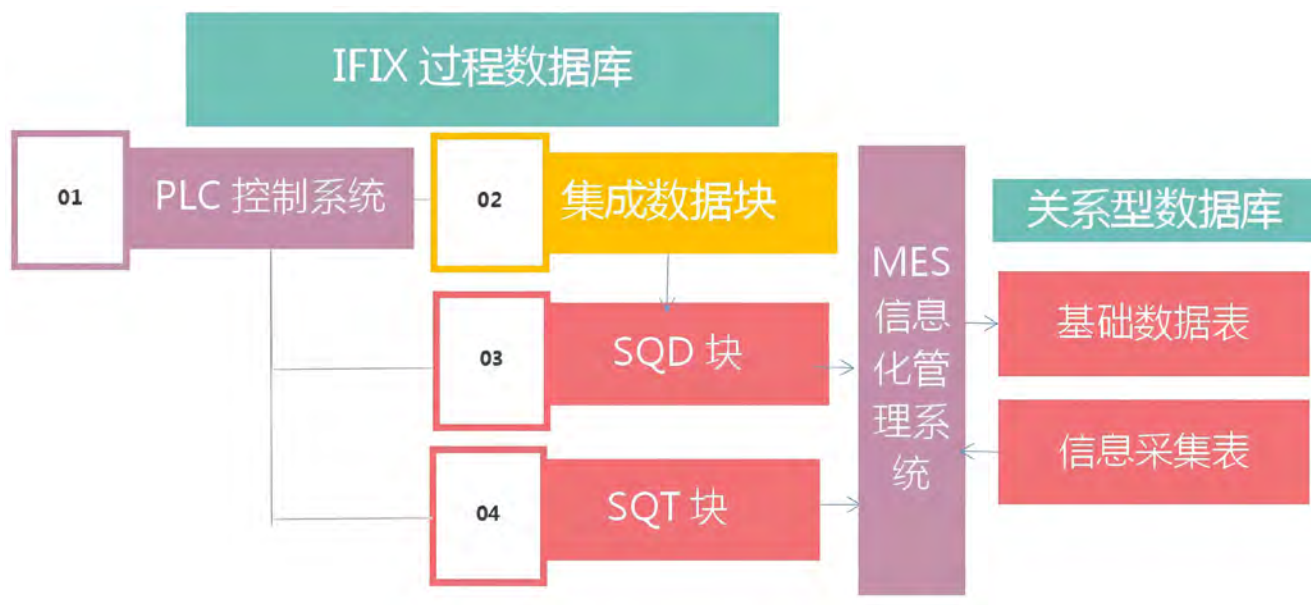 IFIX 过程数据库
01
PLC 控制系统
02
集成数据块
03
SQD 块
04
SQT 块
MES
信息
化管
理系
统
关系型数据库
基础数据表
信息采集表